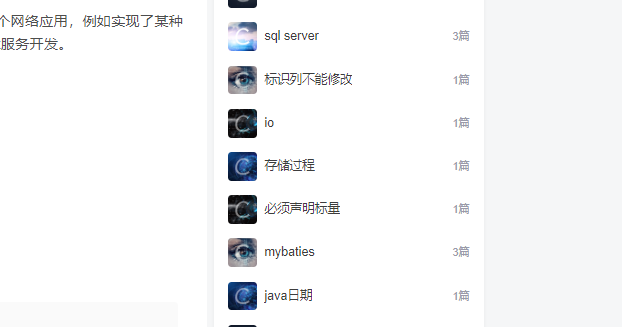 个网络应用，例如实现了某种
服务开发。
sql server 3篇
标识列不能修改 1篇
io 1篇
存储过程 1篇
必须声明标量 1篇
mybaties 3篇
java日期 1篇